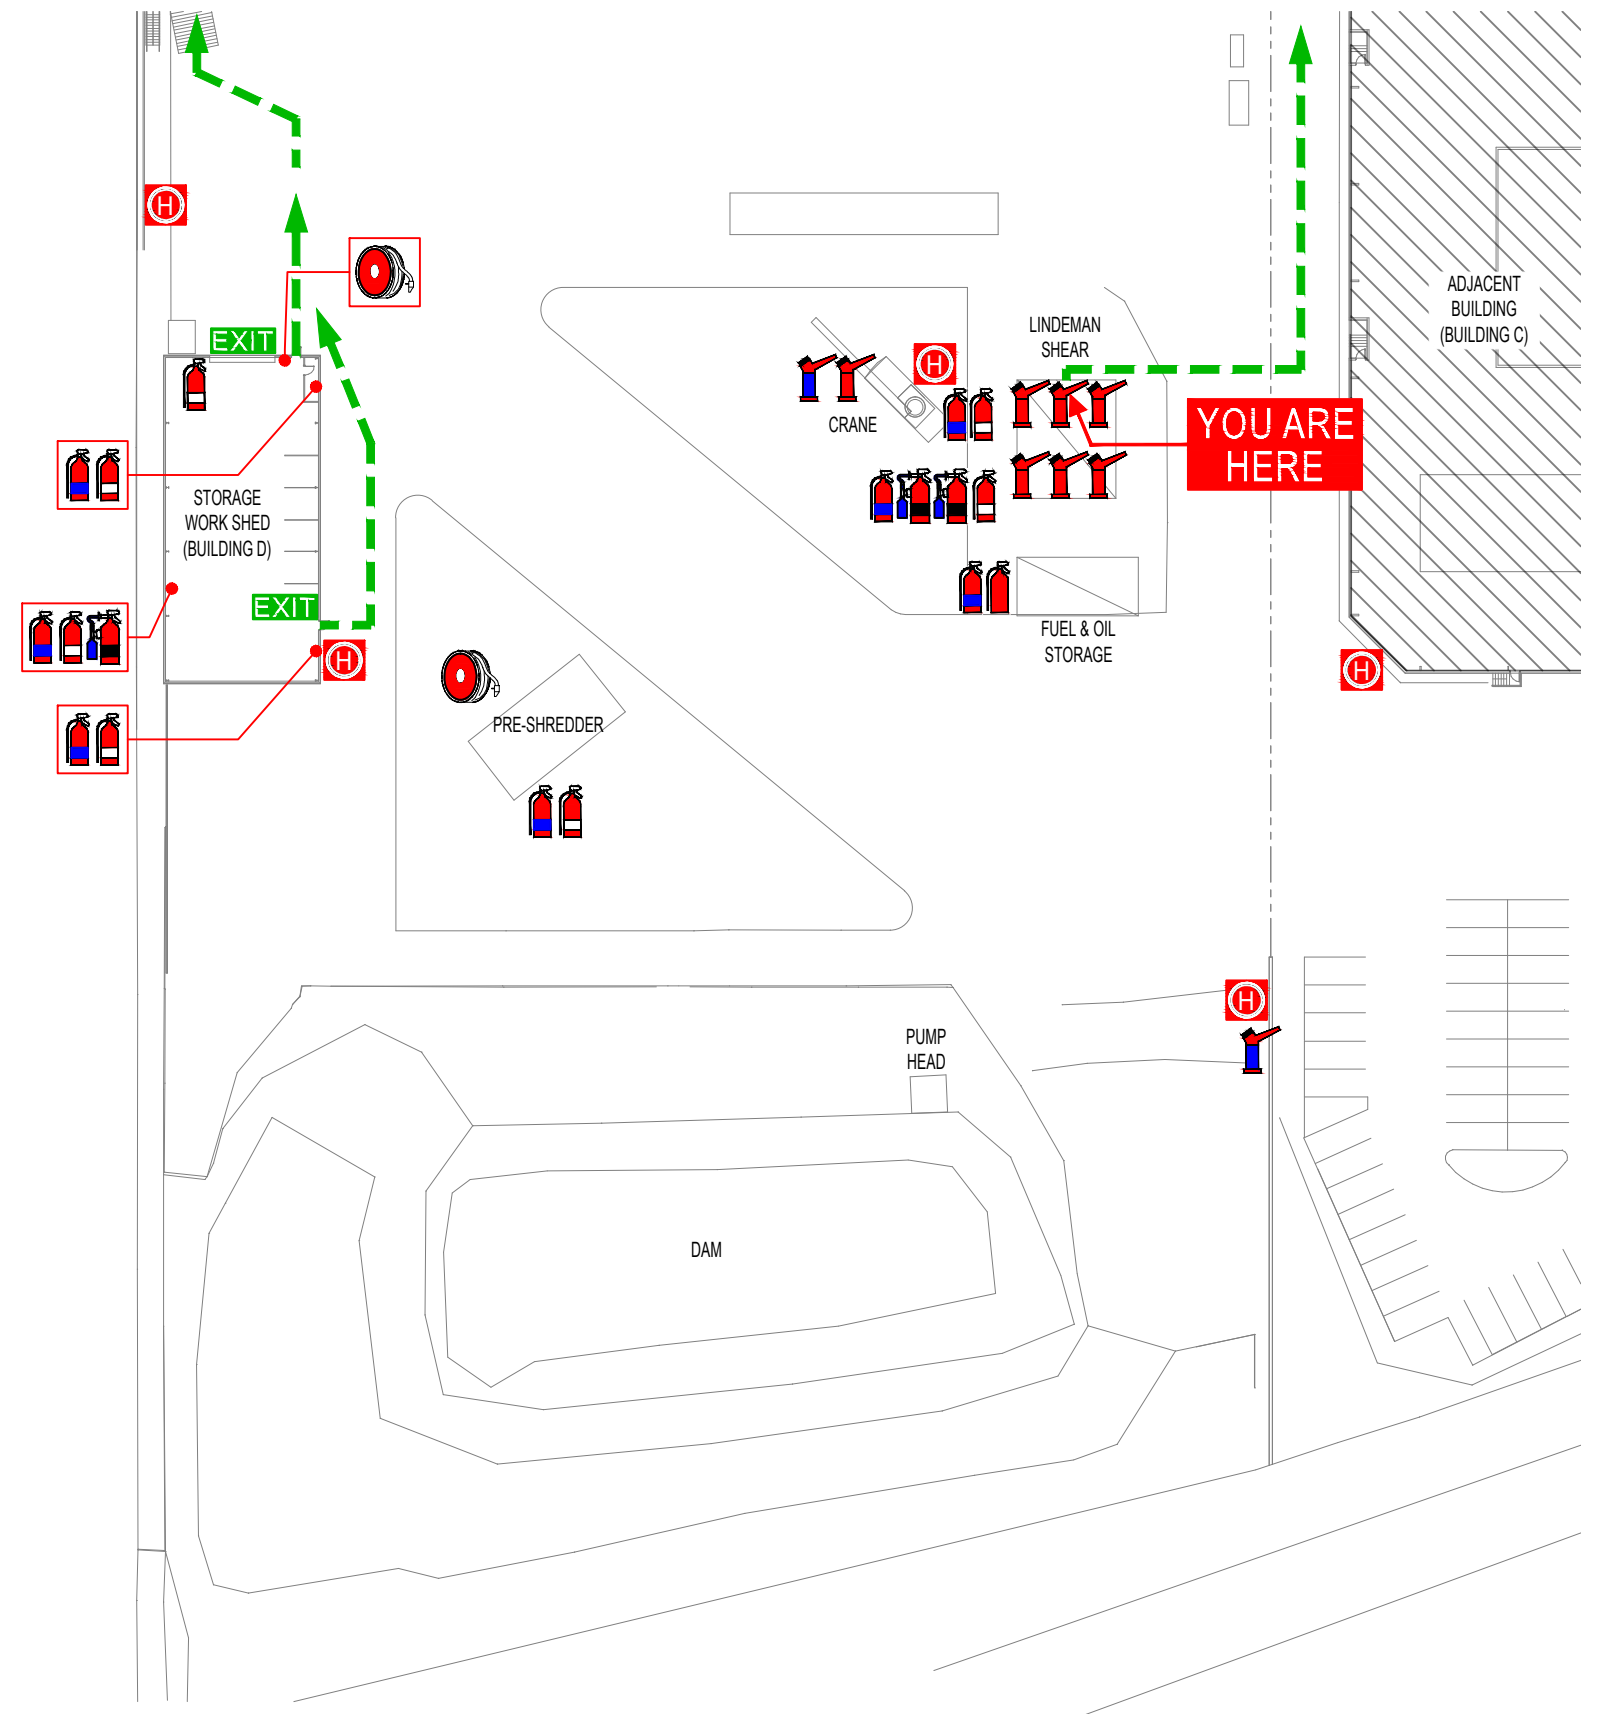 H
EXIT
ADJACENT
BUILDING
(BUILDING C)
LINDEMAN
SHEAR
H
CRANE
YOU ARE
HERE
STORAGE
WORK SHED
(BUILDING D)
EXIT
H
FUEL & OIL
STORAGE
H
PRE-SHREDDER
H
PUMP
HEAD
DAM